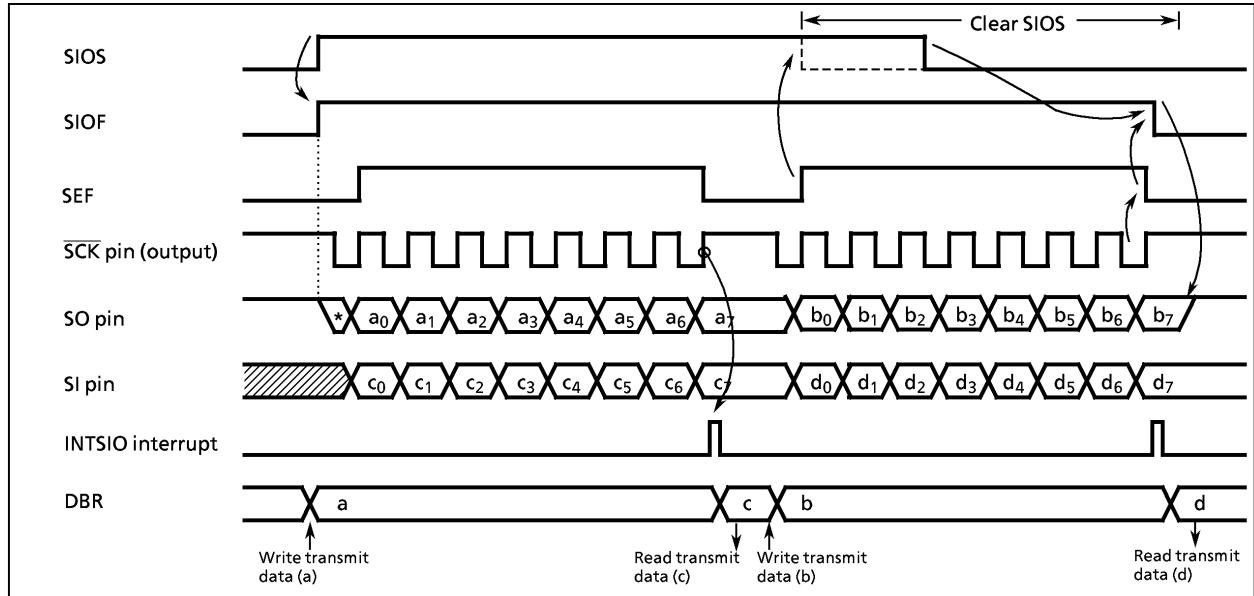 Clear SIOS
SIOS
SIOF
SEF
SCK pin (output)
SO pin
* a0 a1 a2 a3 a4 a5 a6 a7 b0 b1 b2 b3 b4 b5 b6 b7
SI pin
c0 c1 c2 c3 c4 c5 c6 c7 d0 d1 d2 d3 d4 d5 d6 d7
INTSIO interrupt
DBR
a c b d
Write transmit
data (a)
Read transmit
data (c)
Write transmit
data (b)
Read transmit
data (d)